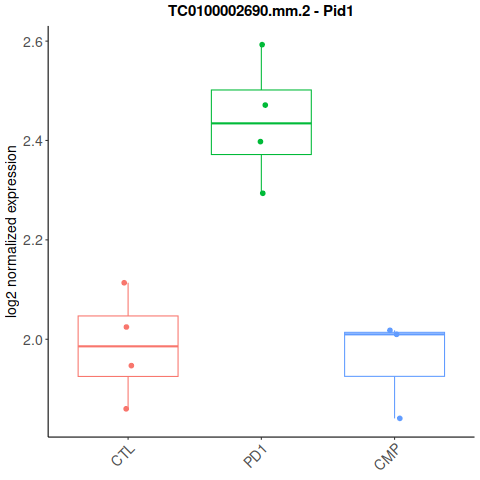 TC0100002690.mm.2 - Pid1
log2 normalized expression
2.6
2.4
2.2
2.0
CTL
PD1
CMP